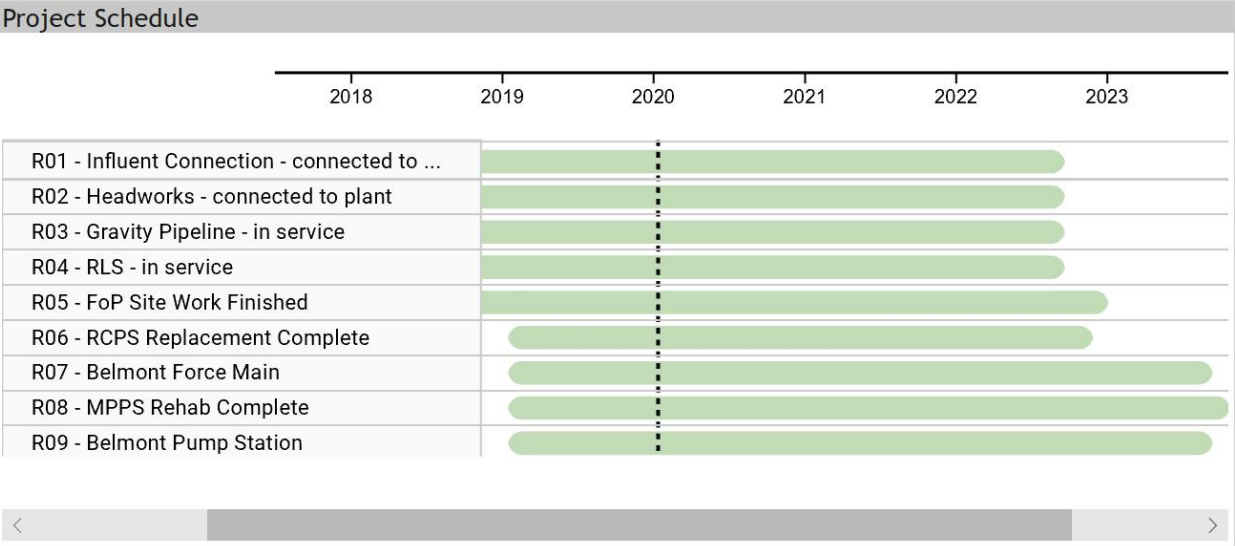 Project Schedule
2018 2019 2020 2021 2022 2023
R01 - Influent Connection - connected to ...
R02 - Headworks - connected to plant
R03 - Gravity Pipeline - in service
R04 - RLS - in service
R05 - FoP Site Work Finished
R06 - RCPS Replacement Complete
R07 - Belmont Force Main
R08 - MPPS Rehab Complete
R09 - Belmont Pump Station